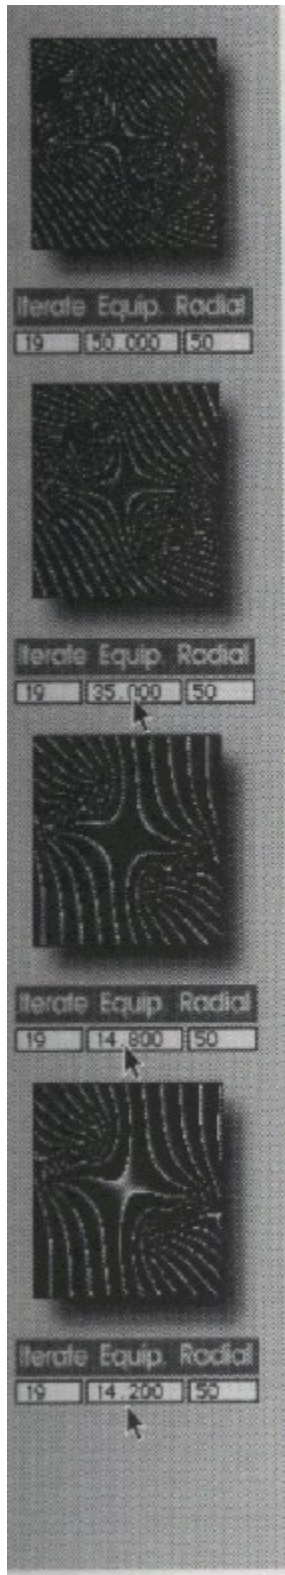 Iterate Equip. Radial
19 50.000 50
Iterate Equip Radial
19 35.000 50
Iterate Equip Radial
19 14.800 50
Iterate Equip. Radial
19 14.200 50